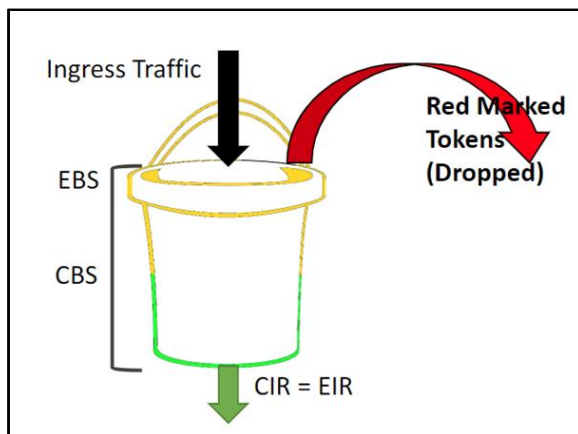 Ingress Traffic
Red Marked
Tokens
(Dropped)
EBS
CBS
CIR = EIR